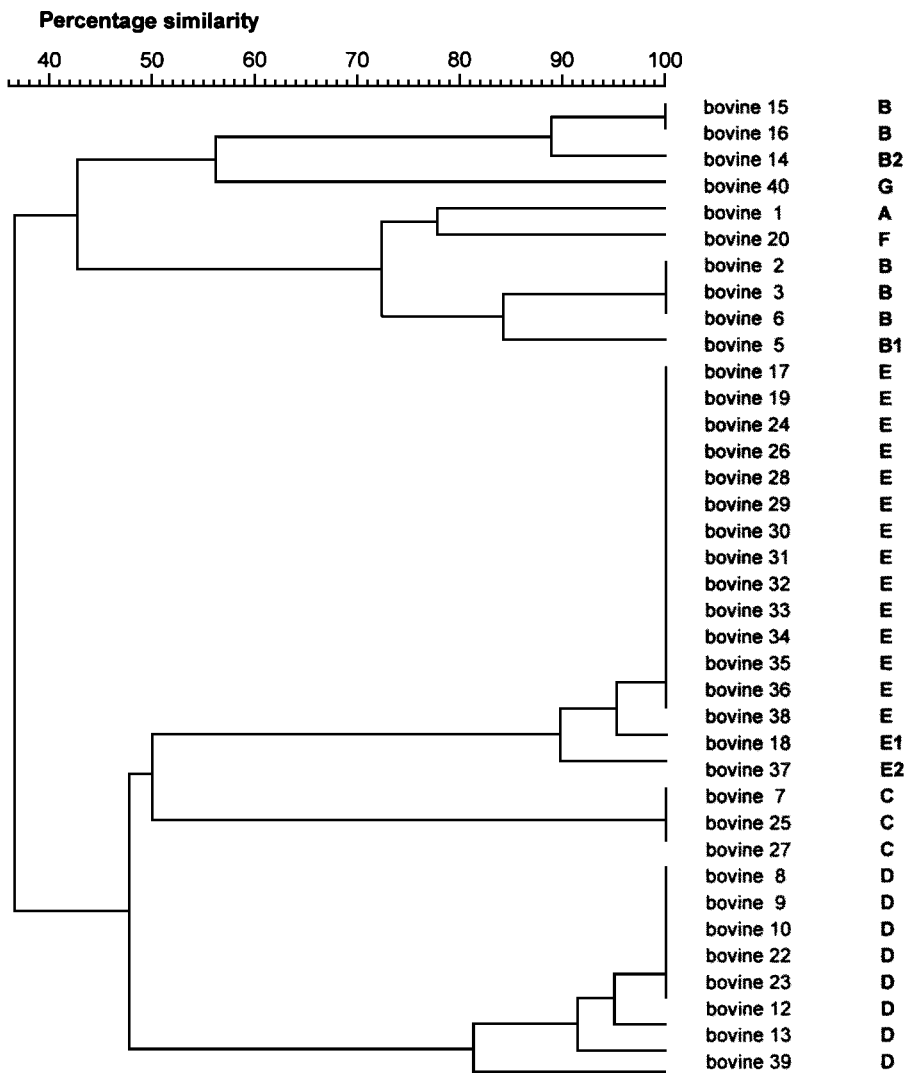 Percentage similarity
40 50 60 70 80 90 100
bovine 15 B
bovine 16 B
bovine 14 B2
bovine 40 G
bovine 1 A
bovine 20 F
bovine 2 B
bovine 3 B
bovine 6 B
bovine 5 B1
bovine 17 E
bovine 19 E
bovine 24 E
bovine 26 E
bovine 28 E
bovine 29 E
bovine 30 E
bovine 31 E
bovine 32 E
bovine 33 E
bovine 34 E
bovine 35 E
bovine 36 E
bovine 38 E
bovine 18 E1
bovine 37 E2
bovine 7 C
bovine 25 C
bovine 27 C
bovine 8 D
bovine 9 D
bovine 10 D
bovine 22 D
bovine 23 D
bovine 12 D
bovine 13 D
bovine 39 D